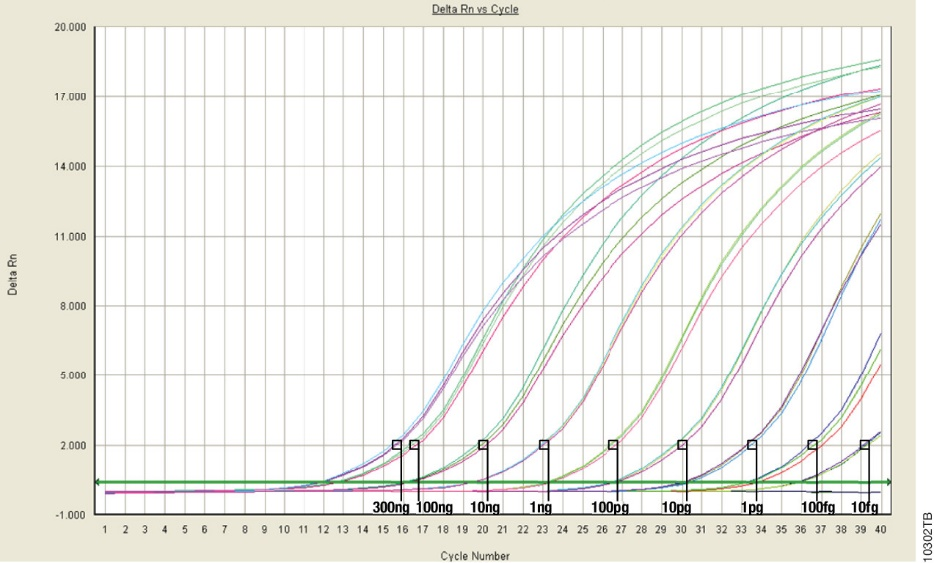 Delta Rn vs Cycle
20.000
17.000
14.000
11.000
8.000
5.000
2.000
-1.000
Delta Rn
300ng 100ng 10ng 1ng 100pg 10pg 1pg 100fg 10fg
1 2 3 4 5 6 7 8 9 10 11 12 13 14 15 16 17 18 19 20 21 22 23 24 25 26 27 28 29 30 31 32 33 34 35 36 37 38 39 40
Cycle Number
10302TB